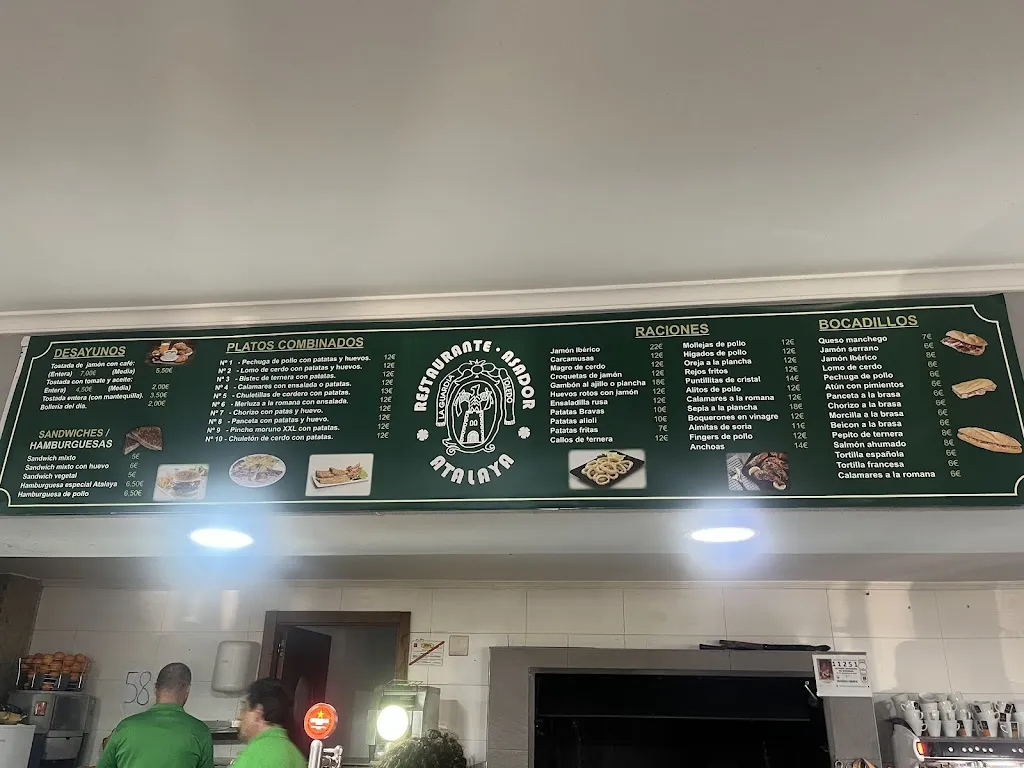 DESAYUNOS
Tostada de jamón con café:
(Entera) 7,00€ (Media) 5,50€
Tostada con tomate y aceite:
Entera) 4,50€ (Media) 2,00€
Tostada entera (con mantequilla). 3,50€
Bollería del día. 2,00€
SANDWICHES /
HAMBURGUESAS
Sandwich mixto 5€
Sandwich mixto con huevo 6€
Sandwich vegetal 5€
Hamburguesa especial Atalaya 6,50€
Hamburguesa de pollo 6,50€
PLATOS COMBINADOS
Nº 1 - Pechuga de pollo con patatas y huevos. 12€
Nº 2 - Lomo de cerdo con patatas y huevos. 12€
Nº 3 - Bistec de ternera con patatas. 12€
Nº 4 - Calamares con ensalada o patatas. 12€
Nº 5 - Chuletillas de cordero con patatas. 13€
Nº 6 - Merluza a la romana con ensalada. 12€
Nº 7 - Chorizo con patas y huevo. 12€
Nº 8 - Panceta con patatas y huevo. 12€
Nº 9 - Pincho moruno XXL con patatas. 12€
Nº 10 - Chuletón de cerdo con patatas. 12€
RESTAURANTE · ASADOR
LA GUARDIA TOLEDO
ATALAYA
RACIONES
Jamón Ibérico 22€
Carcamusas 12€
Magro de cerdo 12€
Croquetas de jamón 12€
Gambón al ajillo o plancha 18€
Huevos rotos con jamón 12€
Ensaladilla rusa 12€
Patatas Bravas 10€
Patatas alioli 10€
Patatas fritas 7€
Callos de ternera 12€
Mollejas de pollo 12€
Hígados de pollo 12€
Oreja a la plancha 12€
Rejos fritos 12€
Puntillitas de cristal 14€
Alitos de pollo 12€
Calamares a la romana 12€
Sepia a la plancha 18€
Boquerones en vinagre 12€
Almitas de soria 11€
Fingers de pollo 12€
Anchoas 14€
BOCADILLOS
Queso manchego 7€
Jamón serrano 6€
Jamón Ibérico 8€
Lomo de cerdo 6€
Pechuga de pollo 6€
Atún con pimientos 6€
Panceta a la brasa 6€
Chorizo a la brasa 6€
Morcilla a la brasa 6€
Beicon a la brasa 6€
Pepito de ternera 9€
Salmón ahumado 8€
Tortilla española 6€
Tortilla francesa 6€
Calamares a la romana 6€
58
11251